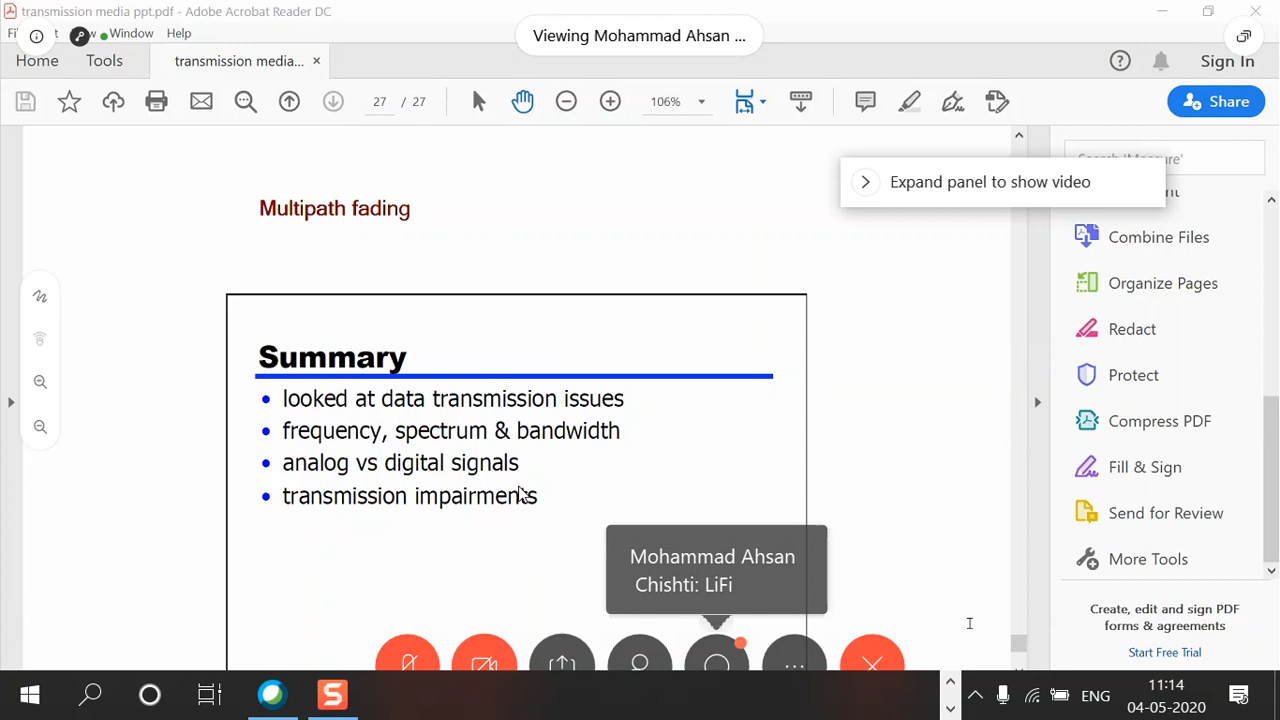 transmission media ppt.pdf - Adobe Acrobat Reader DC
Window Help
Viewing Mohammad Ahsan ...
Home Tools transmission media... ×
Sign In
27 / 27
106%
Share
Multipath fading
Expand panel to show video
Search 'Measure'
Combine Files
Organize Pages
Redact
Protect
Compress PDF
Fill & Sign
Send for Review
More Tools
Create, edit and sign PDF
forms & agreements
Start Free Trial
Summary
• looked at data transmission issues
• frequency, spectrum & bandwidth
• analog vs digital signals
• transmission impairments
Mohammad Ahsan
Chishti: LiFi
ENG
11:14
04-05-2020